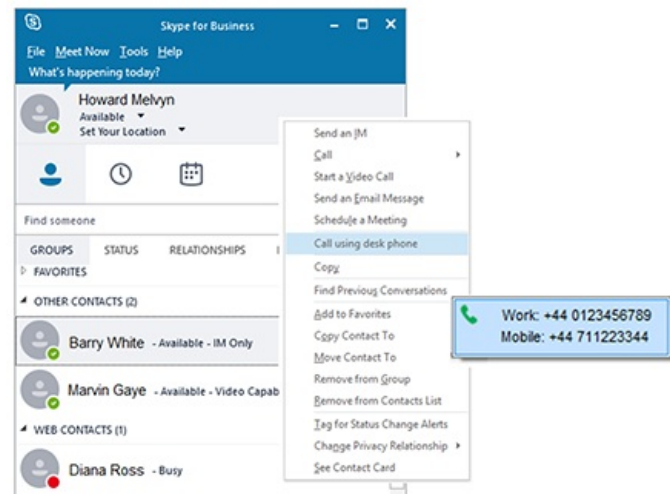 Skype for Business
File Meet Now Tools Help
What's happening today?
Howard Melvyn
Available
Set Your Location
Find someone
GROUPS STATUS RELATIONSHIPS
FAVORITES
OTHER CONTACTS (2)
Barry White - Available - IM Only
Marvin Gaye - Available - Video Capab
WEB CONTACTS (1)
Diana Ross - Busy
Send an IM
Call
Start a Video Call
Send an Email Message
Schedule a Meeting
Call using desk phone
Copy
Find Previous Conversations
Add to Favorites
Copy Contact To
Move Contact To
Remove from Group
Remove from Contacts List
Tag for Status Change Alerts
Change Privacy Relationship
See Contact Card
Work: +44 0123456789
Mobile: +44 711223344